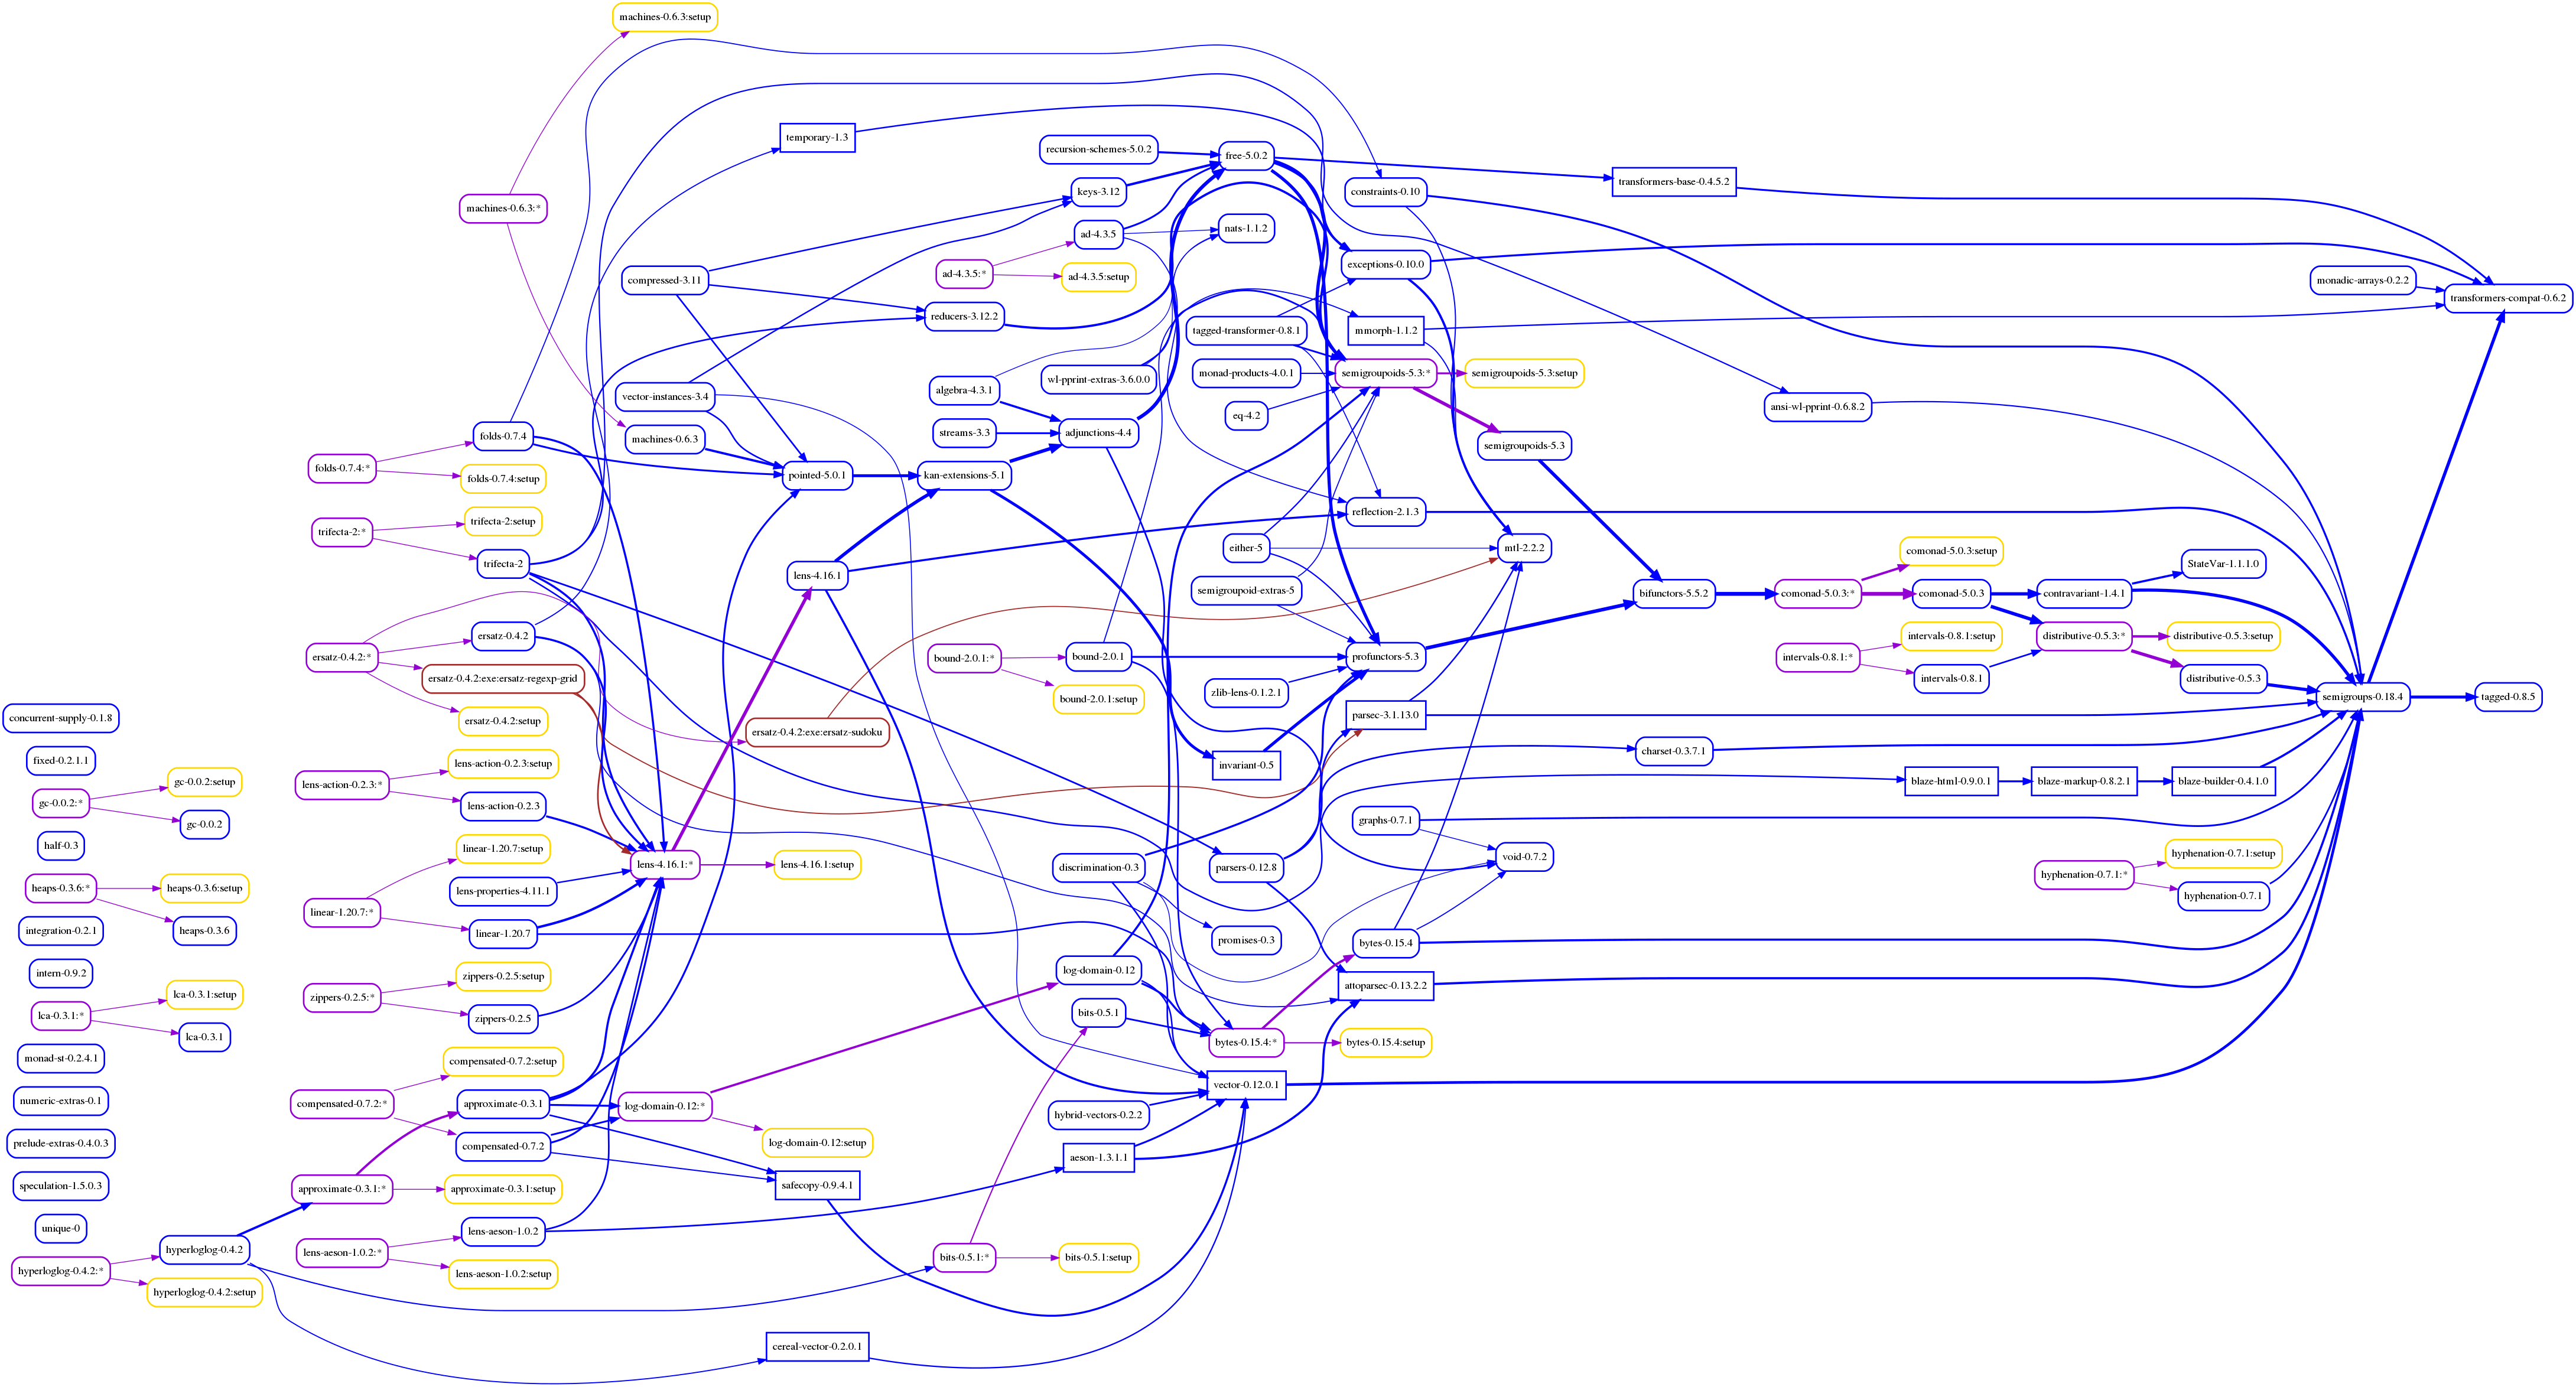 machines-0.6.3:setup
temporary-1.3
recursion-schemes-5.0.2
free-5.0.2
transformers-base-0.4.5.2
keys-3.12
constraints-0.10
machines-0.6.3:*
ad-4.3.5
nats-1.1.2
exceptions-0.10.0
ad-4.3.5:*
ad-4.3.5:setup
compressed-3.11
monadic-arrays-0.2.2
transformers-compat-0.6.2
reducers-3.12.2
tagged-transformer-0.8.1
mmorph-1.1.2
wl-pprint-extras-3.6.0.0
monad-products-4.0.1
semigroupoids-5.3:*
semigroupoids-5.3:setup
algebra-4.3.1
vector-instances-3.4
eq-4.2
ansi-wl-pprint-0.6.8.2
streams-3.3
adjunctions-4.4
folds-0.7.4
machines-0.6.3
semigroupoids-5.3
folds-0.7.4:*
folds-0.7.4:setup
pointed-5.0.1
kan-extensions-5.1
reflection-2.1.3
trifecta-2:setup
trifecta-2:*
either-5
mtl-2.2.2
comonad-5.0.3:setup
trifecta-2
StateVar-1.1.1.0
lens-4.16.1
semigroupoid-extras-5
bifunctors-5.5.2
comonad-5.0.3:*
comonad-5.0.3
contravariant-1.4.1
ersatz-0.4.2
intervals-0.8.1:setup
distributive-0.5.3:*
distributive-0.5.3:setup
ersatz-0.4.2:*
bound-2.0.1:*
bound-2.0.1
profunctors-5.3
intervals-0.8.1:*
ersatz-0.4.2:exe:ersatz-regexp-grid
intervals-0.8.1
distributive-0.5.3
zlib-lens-0.1.2.1
bound-2.0.1:setup
semigroups-0.18.4
tagged-0.8.5
concurrent-supply-0.1.8
ersatz-0.4.2:setup
parsec-3.1.13.0
ersatz-0.4.2:exe:ersatz-sudoku
charset-0.3.7.1
fixed-0.2.1.1
lens-action-0.2.3:setup
invariant-0.5
gc-0.0.2:setup
lens-action-0.2.3:*
blaze-html-0.9.0.1
blaze-markup-0.8.2.1
blaze-builder-0.4.1.0
gc-0.0.2:*
lens-action-0.2.3
gc-0.0.2
graphs-0.7.1
half-0.3
linear-1.20.7:setup
void-0.7.2
hyphenation-0.7.1:setup
lens-4.16.1:*
lens-4.16.1:setup
discrimination-0.3
parsers-0.12.8
hyphenation-0.7.1:*
heaps-0.3.6:*
heaps-0.3.6:setup
lens-properties-4.11.1
hyphenation-0.7.1
linear-1.20.7:*
integration-0.2.1
heaps-0.3.6
linear-1.20.7
promises-0.3
bytes-0.15.4
intern-0.9.2
zippers-0.2.5:setup
log-domain-0.12
attoparsec-0.13.2.2
lca-0.3.1:setup
zippers-0.2.5:*
lca-0.3.1:*
zippers-0.2.5
bits-0.5.1
lca-0.3.1
bytes-0.15.4:*
bytes-0.15.4:setup
monad-st-0.2.4.1
compensated-0.7.2:setup
vector-0.12.0.1
numeric-extras-0.1
compensated-0.7.2:*
approximate-0.3.1
log-domain-0.12:*
hybrid-vectors-0.2.2
prelude-extras-0.4.0.3
compensated-0.7.2
log-domain-0.12:setup
aeson-1.3.1.1
speculation-1.5.0.3
approximate-0.3.1:*
approximate-0.3.1:setup
safecopy-0.9.4.1
unique-0
lens-aeson-1.0.2
hyperloglog-0.4.2
lens-aeson-1.0.2:*
bits-0.5.1:*
bits-0.5.1:setup
hyperloglog-0.4.2:*
lens-aeson-1.0.2:setup
hyperloglog-0.4.2:setup
cereal-vector-0.2.0.1